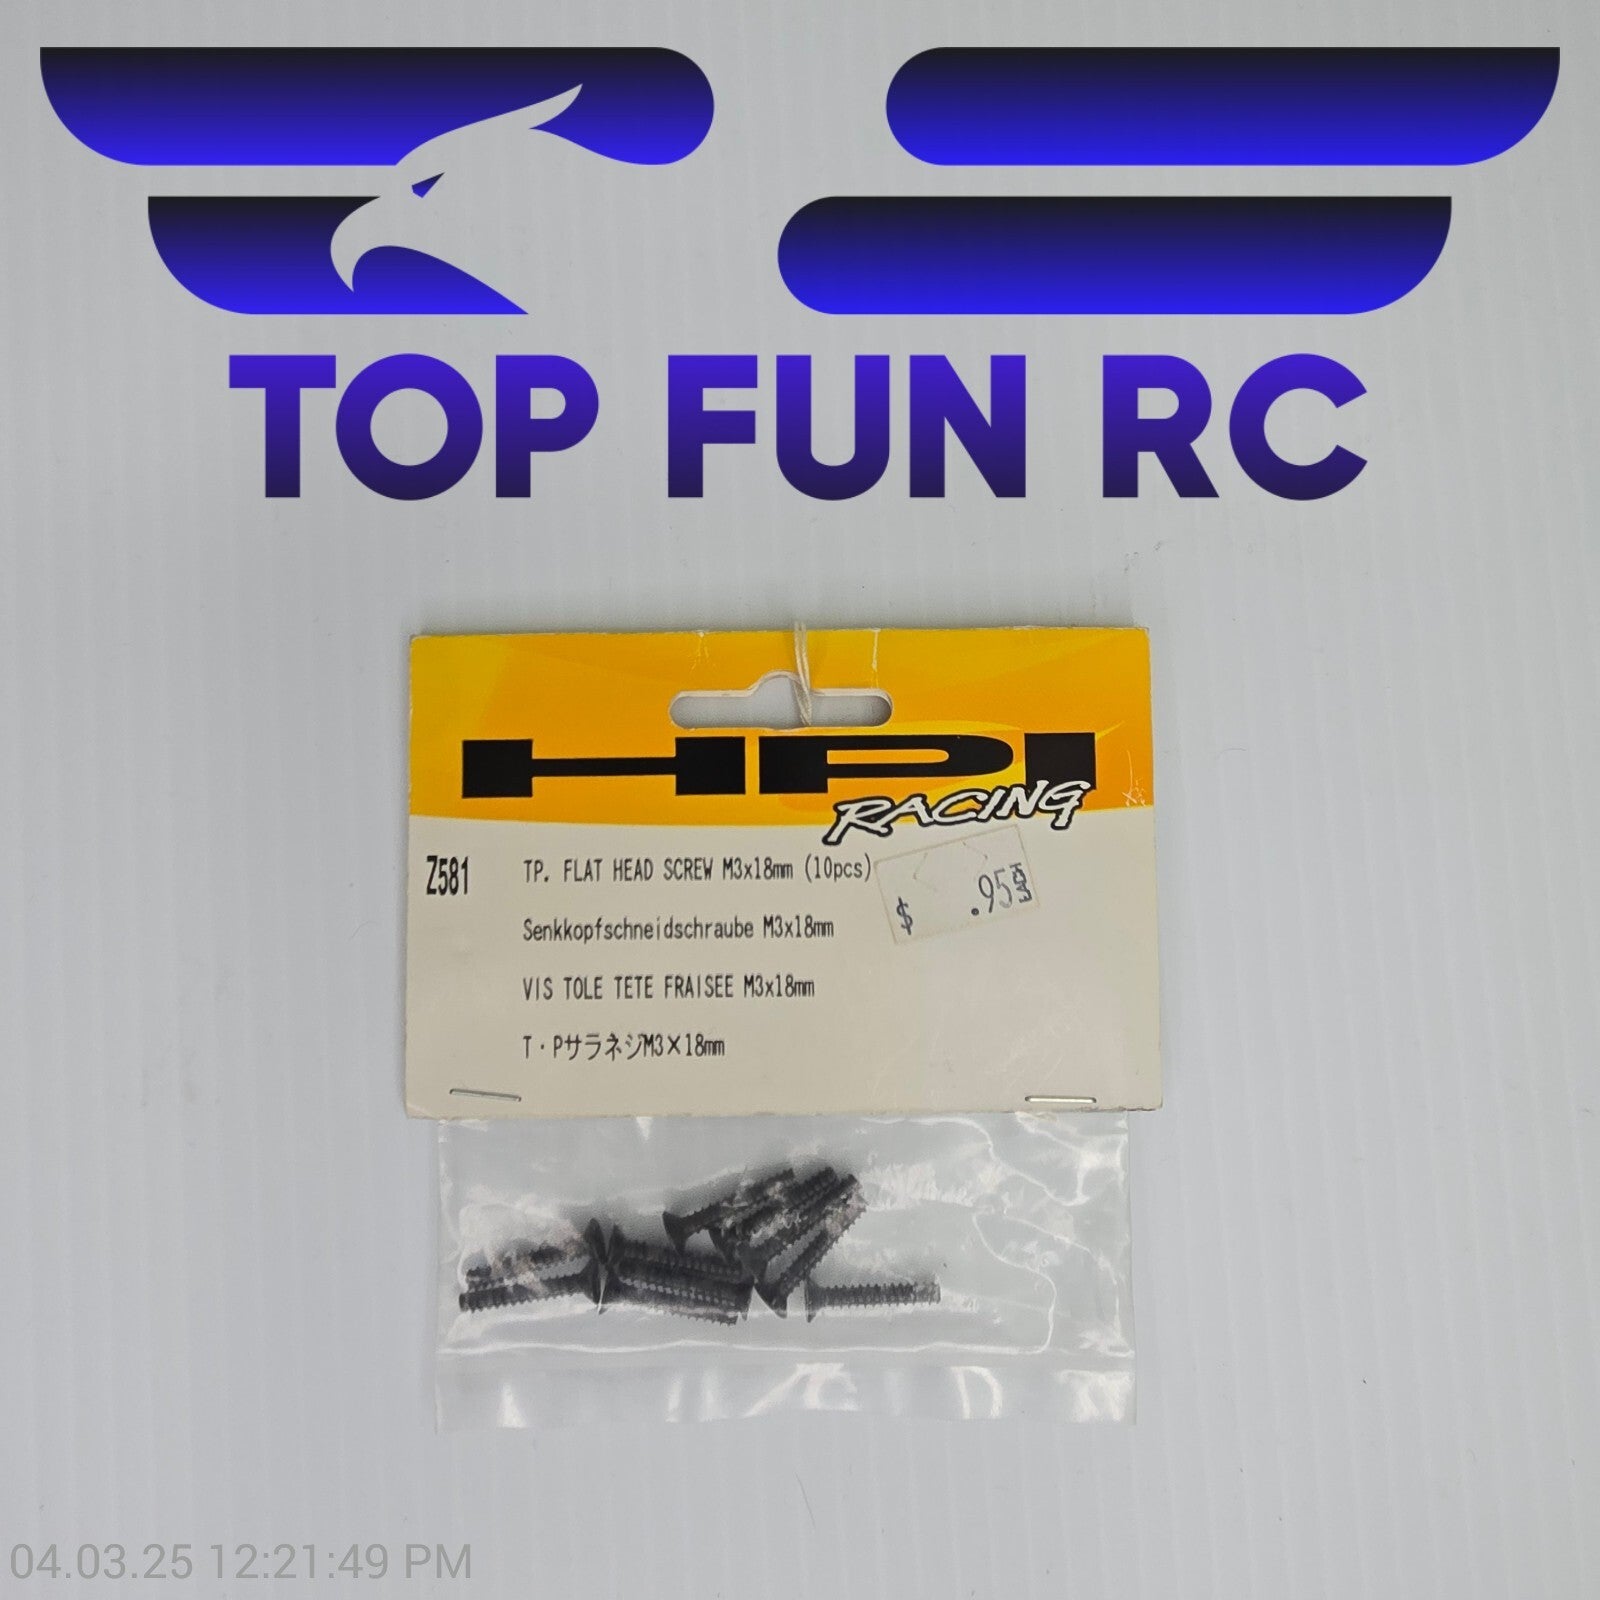 TOP FUN RC
HPI
RACING
Z581
TP. FLAT HEAD SCREW M3x18mm (10pcs)
$ .95 EACH
Senkkopfschneidschraube M3x18mm
VIS TOLE TETE FRAISEE M3x18mm
T・PサラネジM3×18mm
04.03.25 12:21:49 PM